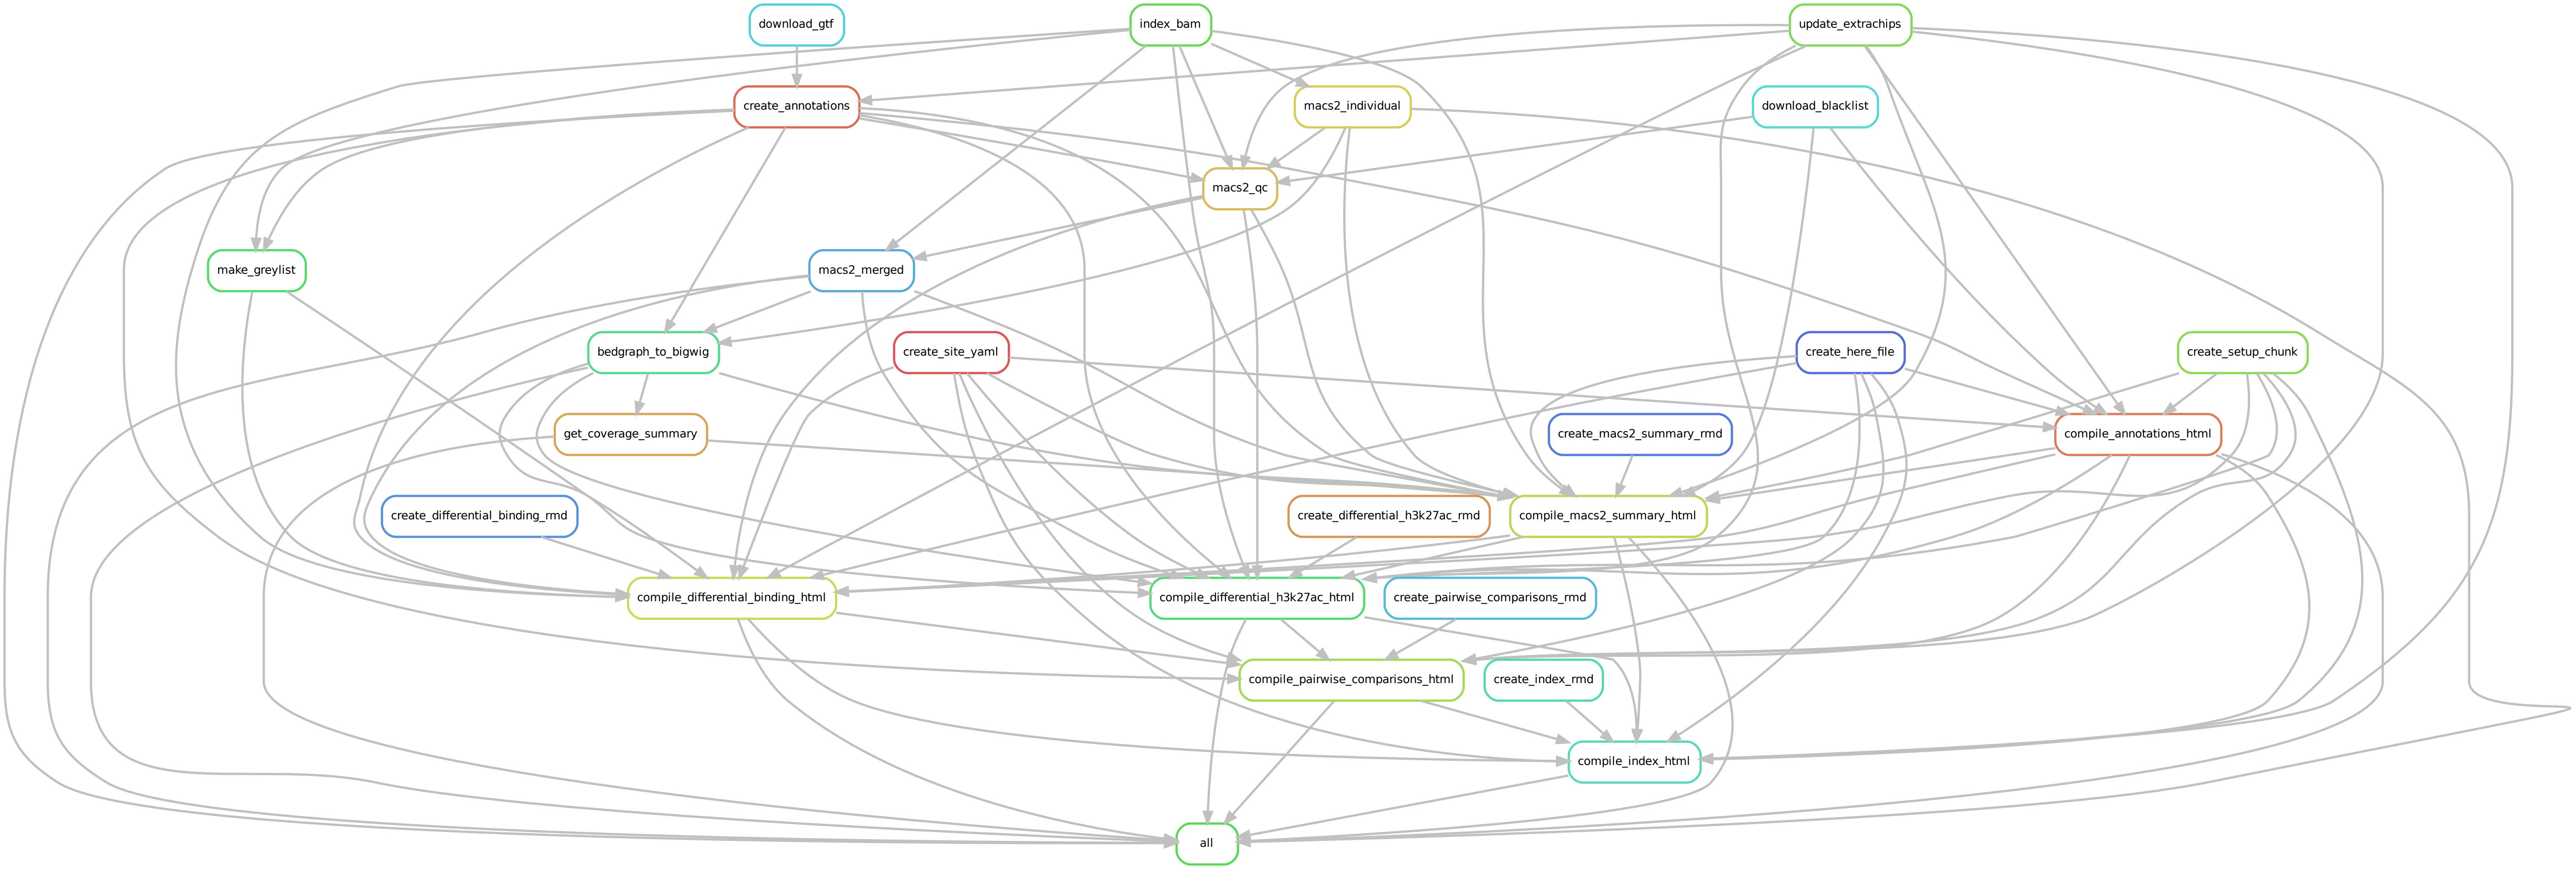 download_gtf
index_bam
update_extrachips
create_annotations
macs2_individual
download_blacklist
macs2_qc
make_greylist
macs2_merged
bedgraph_to_bigwig
create_site_yaml
create_here_file
create_setup_chunk
get_coverage_summary
create_macs2_summary_rmd
compile_annotations_html
create_differential_binding_rmd
create_differential_h3k27ac_rmd
compile_macs2_summary_html
compile_differential_binding_html
compile_differential_h3k27ac_html
create_pairwise_comparisons_rmd
compile_pairwise_comparisons_html
create_index_rmd
compile_index_html
all